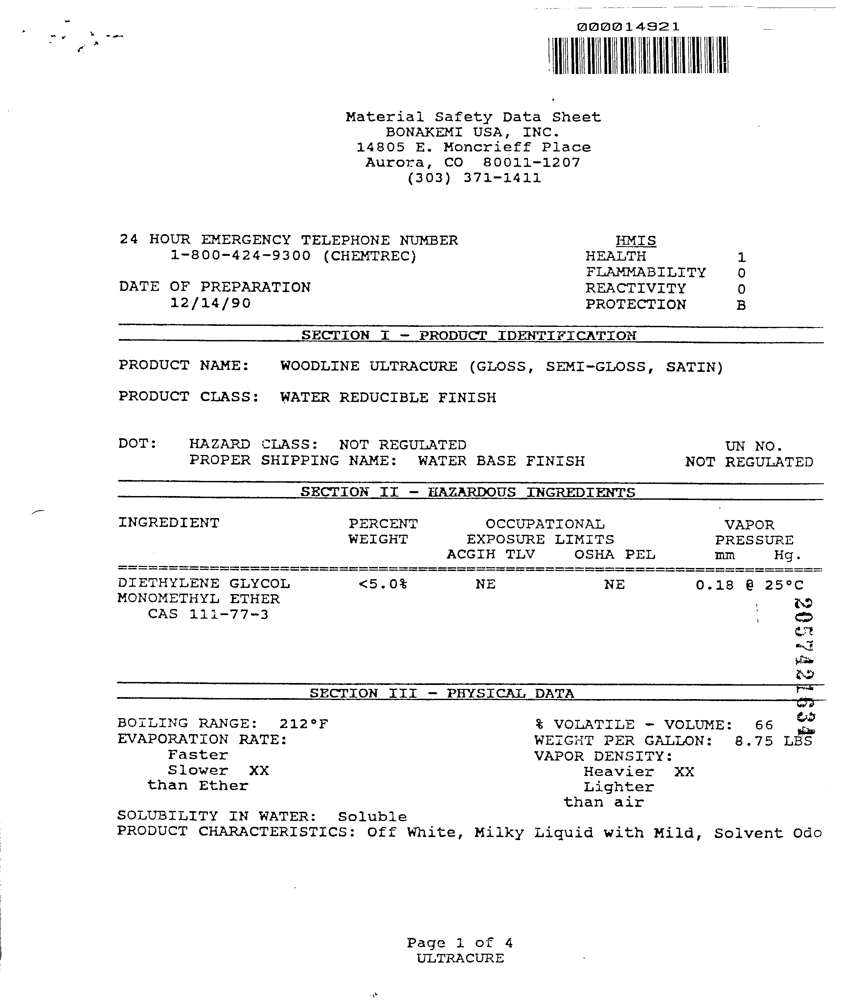 000014921
Material Safety Data Sheet
BONAKEMI USA, INC.
14805 E. Moncrieff Place
Aurora, CO 80011-1207
(303) 371-1411
24 HOUR EMERGENCY TELEPHONE NUMBER HMIS
1-800-424-9300 (CHEMTREC) HEALTH 1
FLAMMABILITY 0
DATE OF PREPARATION REACTIVITY 0
12/14/90 PROTECTION B
SECTION I - PRODUCT IDENTIFICATION
PRODUCT NAME: WOODLINE ULTRACURE (GLOSS, SEMI-GLOSS, SATIN)
PRODUCT CLASS: WATER REDUCIBLE FINISH
DOT: HAZARD CLASS: NOT REGULATED UN NO.
PROPER SHIPPING NAME: WATER BASE FINISH NOT REGULATED
SECTION II - HAZARDOUS INGREDIENTS
INGREDIENT PERCENT OCCUPATIONAL VAPOR
WEIGHT EXPOSURE LIMITS PRESSURE
ACGIH TLV OSHA PEL mm Hg.
DIETHYLENE GLYCOL <5.0% NE NE 0.18 @ 25°C
MONOMETHYL ETHER
CAS 111-77-3
2057421634
SECTION III - PHYSICAL DATA
BOILING RANGE: 212°F % VOLATILE - VOLUME: 66
EVAPORATION RATE: WEIGHT PER GALLON: 8.75 LBS
Faster VAPOR DENSITY:
Slower XX Heavier XX
than Ether Lighter
than air
SOLUBILITY IN WATER: Soluble
PRODUCT CHARACTERISTICS: Off White, Milky Liquid with Mild, Solvent Odo
Page 1 of 4
ULTRACURE